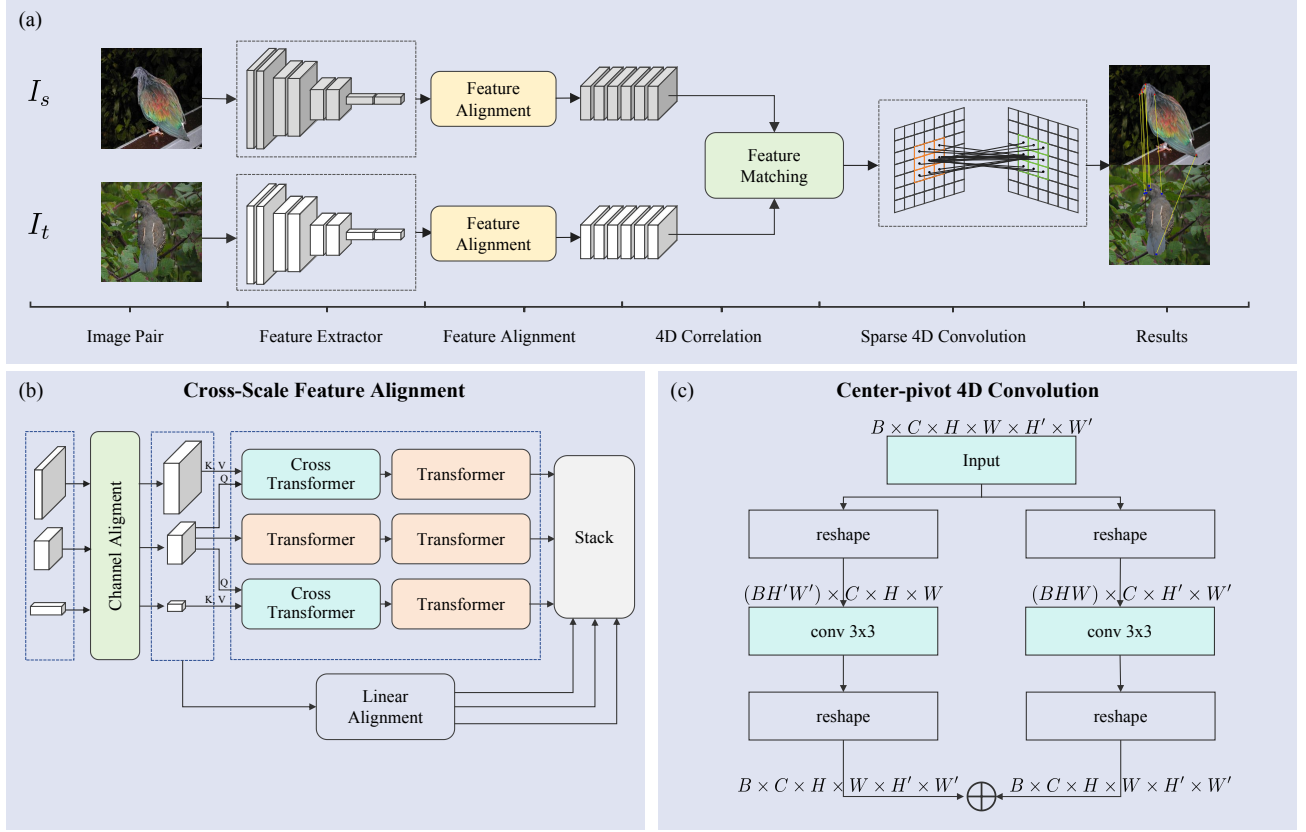 (a)
I_s
Feature
Alignment
Feature
Matching
I_t
Feature
Alignment
Image Pair
Feature Extractor
Feature Alignment
4D Correlation
Sparse 4D Convolution
Results
(b)
Cross-Scale Feature Alignment
Channel Aligment
K, V
Q
Cross
Transformer
Transformer
Transformer
Transformer
Q
K, V
Cross
Transformer
Transformer
Stack
Linear
Alignment
(c)
Center-pivot 4D Convolution
B × C × H × W × H′ × W′
Input
reshape
reshape
(BH′W′) × C × H × W
(BHW) × C × H′ × W′
conv 3x3
conv 3x3
reshape
reshape
B × C × H × W × H′ × W′
B × C × H × W × H′ × W′